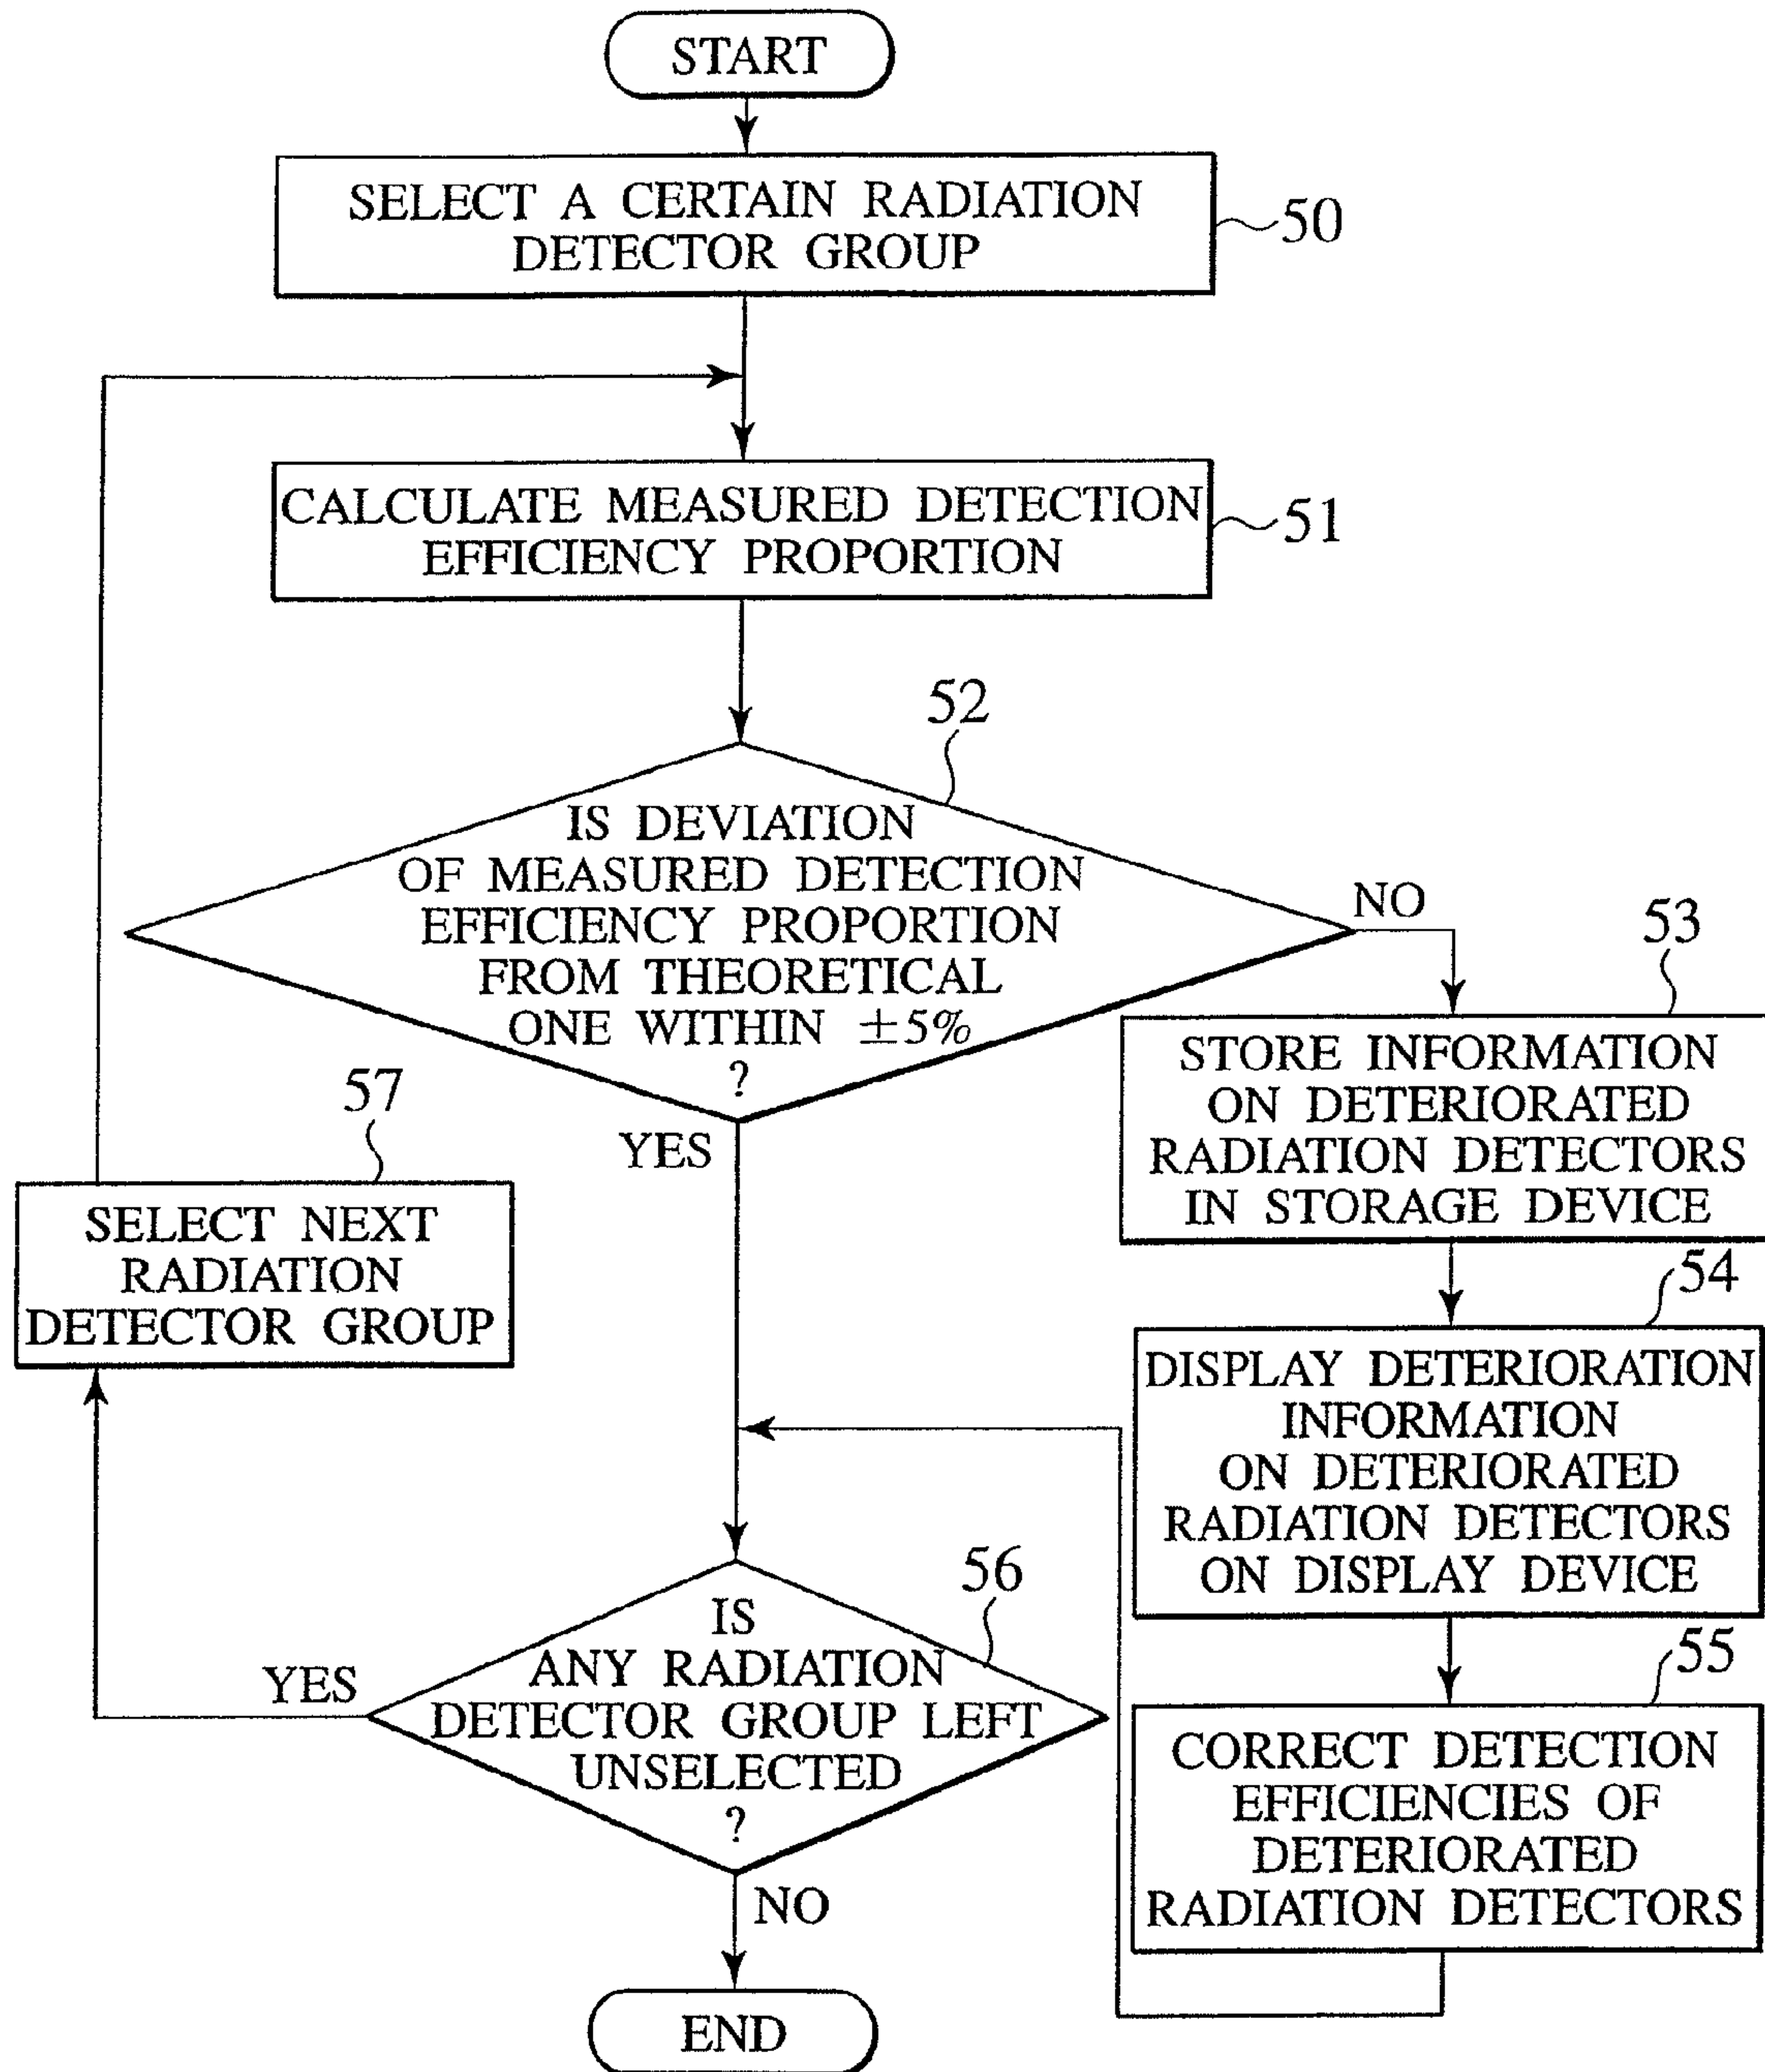 START
SELECT A CERTAIN RADIATION
DETECTOR GROUP
50
CALCULATE MEASURED DETECTION
EFFICIENCY PROPORTION
51
52
IS DEVIATION
OF MEASURED DETECTION
EFFICIENCY PROPORTION
FROM THEORETICAL
ONE WITHIN ±5%
?
NO
YES
53
STORE INFORMATION
ON DETERIORATED
RADIATION DETECTORS
IN STORAGE DEVICE
54
DISPLAY DETERIORATION
INFORMATION
ON DETERIORATED
RADIATION DETECTORS
ON DISPLAY DEVICE
55
CORRECT DETECTION
EFFICIENCIES OF
DETERIORATED
RADIATION DETECTORS
56
IS
ANY RADIATION
DETECTOR GROUP LEFT
UNSELECTED
?
YES
NO
57
SELECT NEXT
RADIATION
DETECTOR GROUP
END